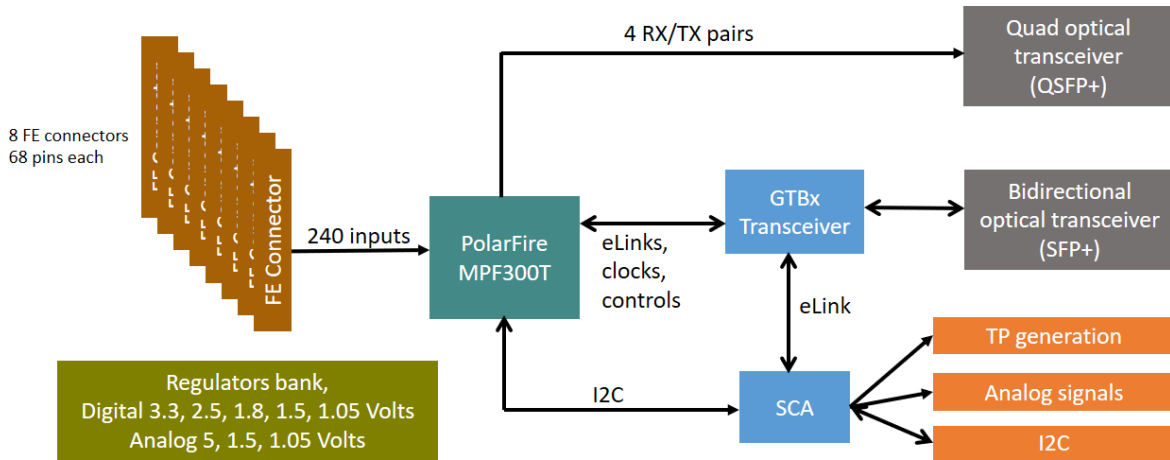 4 RX/TX pairs
Quad optical
transceiver
(QSFP+)
8 FE connectors
68 pins each
FE Connector
240 inputs
PolarFire
MPF300T
eLinks,
clocks,
controls
GTBx
Transceiver
Bidirectional
optical transceiver
(SFP+)
eLink
TP generation
Regulators bank,
Digital 3.3, 2.5, 1.8, 1.5, 1.05 Volts
Analog 5, 1.5, 1.05 Volts
I2C
SCA
Analog signals
I2C